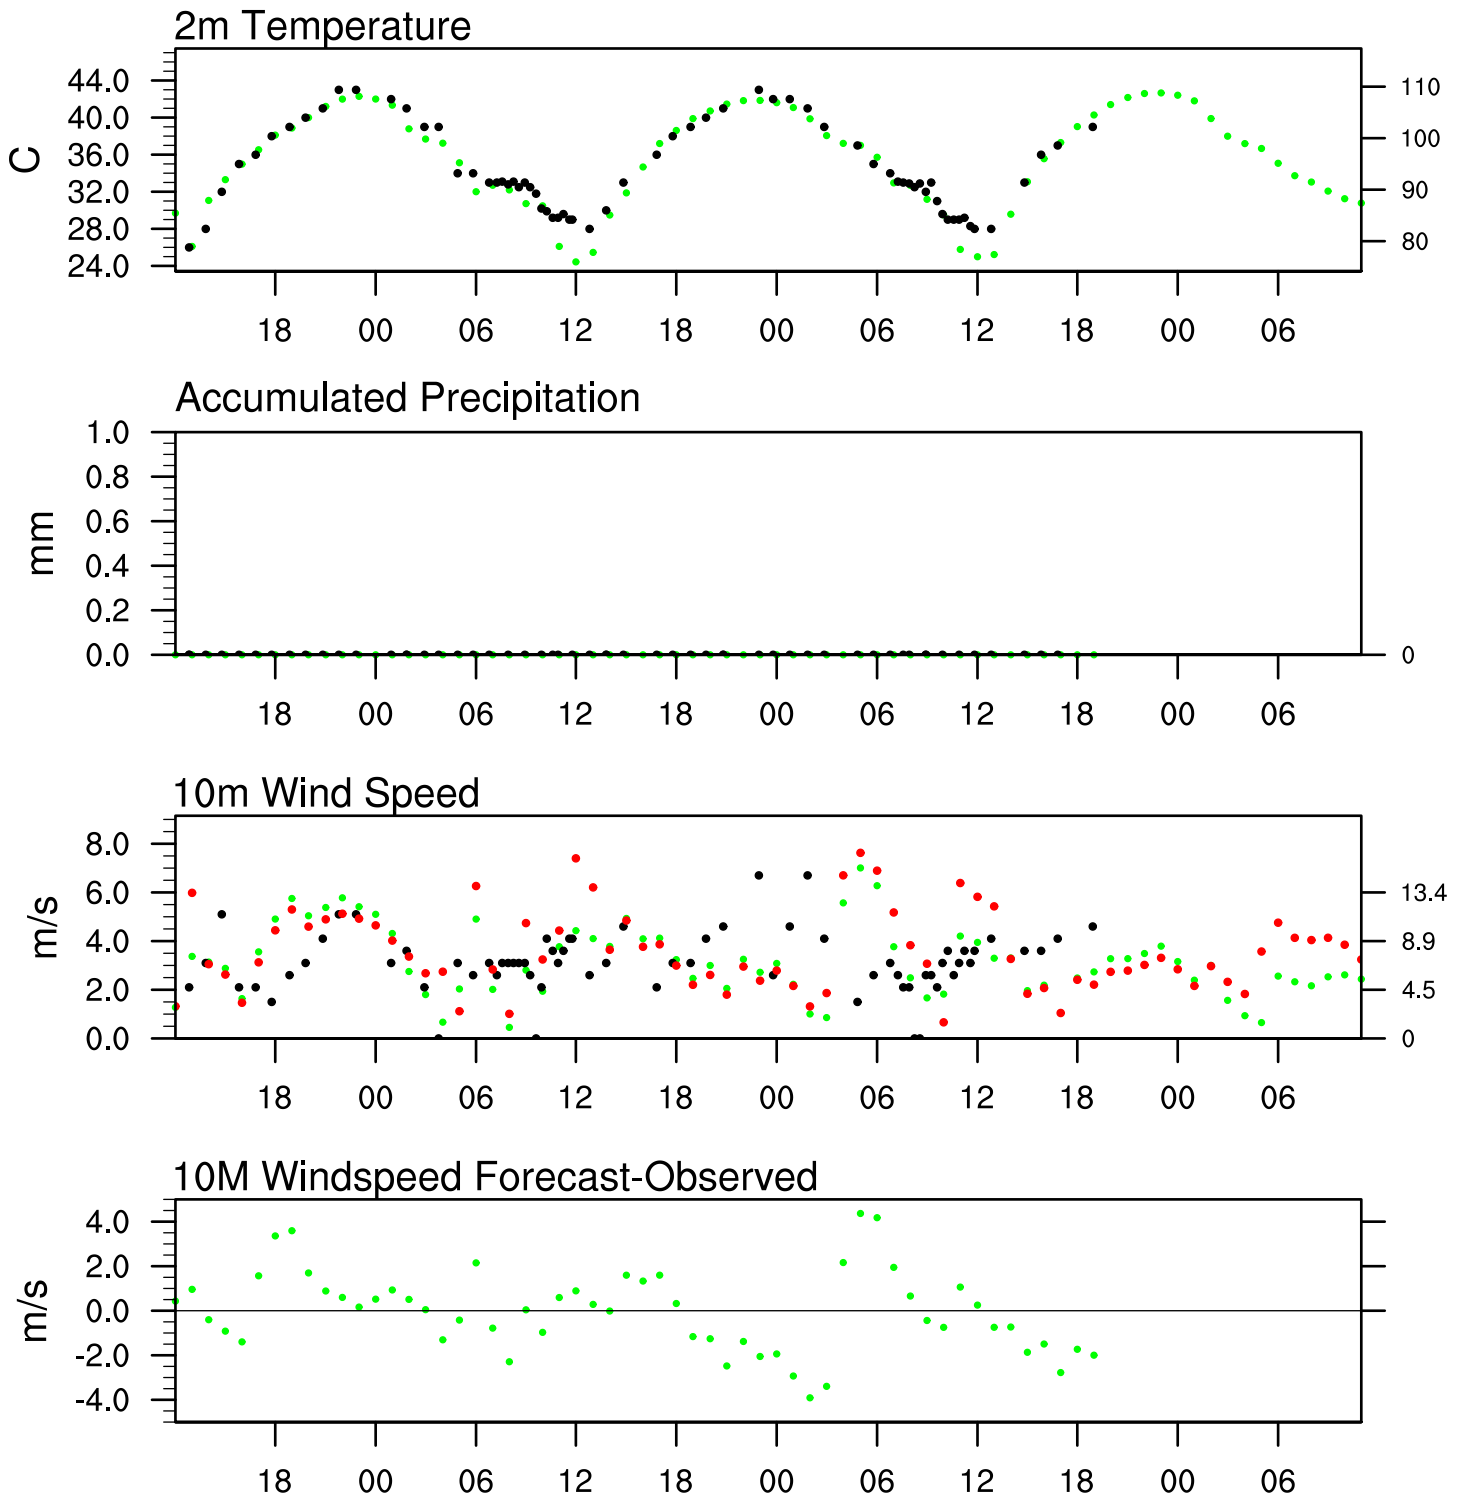 2m Temperature
44.0
40.0
36.0
32.0
28.0
24.0
C
110
100
90
80
18 00 06 12 18 00 06 12 18 00 06
Accumulated Precipitation
1.0
0.8
0.6
0.4
0.2
0.0
mm
0
18 00 06 12 18 00 06 12 18 00 06
10m Wind Speed
8.0
6.0
4.0
2.0
0.0
m/s
13.4
8.9
4.5
0
18 00 06 12 18 00 06 12 18 00 06
10M Windspeed Forecast-Observed
4.0
2.0
0.0
-2.0
-4.0
m/s
18 00 06 12 18 00 06 12 18 00 06